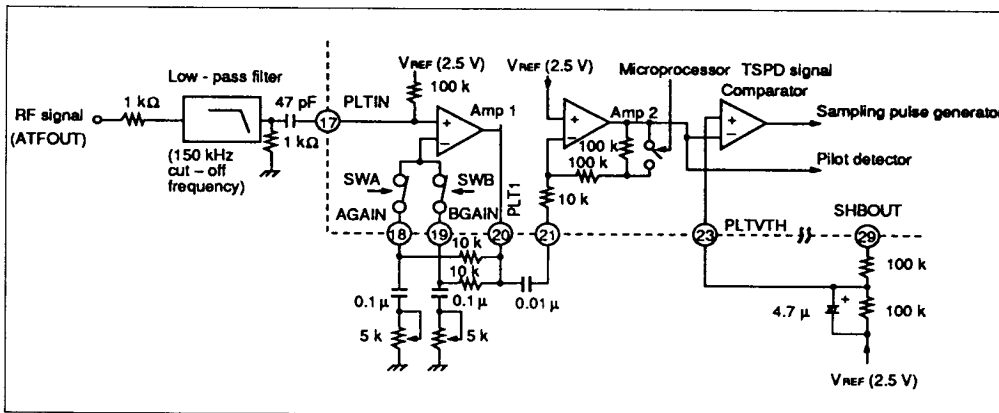 RF signal
(ATFOUT)
1 kΩ
Low - pass filter
(150 kHz
cut – off
frequency)
47 pF
1 kΩ
PLTIN
17
VREF (2.5 V)
100 k
Amp 1
+
−
SWA
SWB
AGAIN
BGAIN
PLT1
18
19
20
21
10 k
10 k
0.1 μ
0.1 μ
0.01 μ
5 k
5 k
VREF (2.5 V)
+
−
Amp 2
100 k
100 k
10 k
Microprocessor TSPD signal
Comparator
+
−
Sampling pulse generator
Pilot detector
23
PLTVTH
SHBOUT
29
100 k
4.7 μ
+
100 k
VREF (2.5 V)